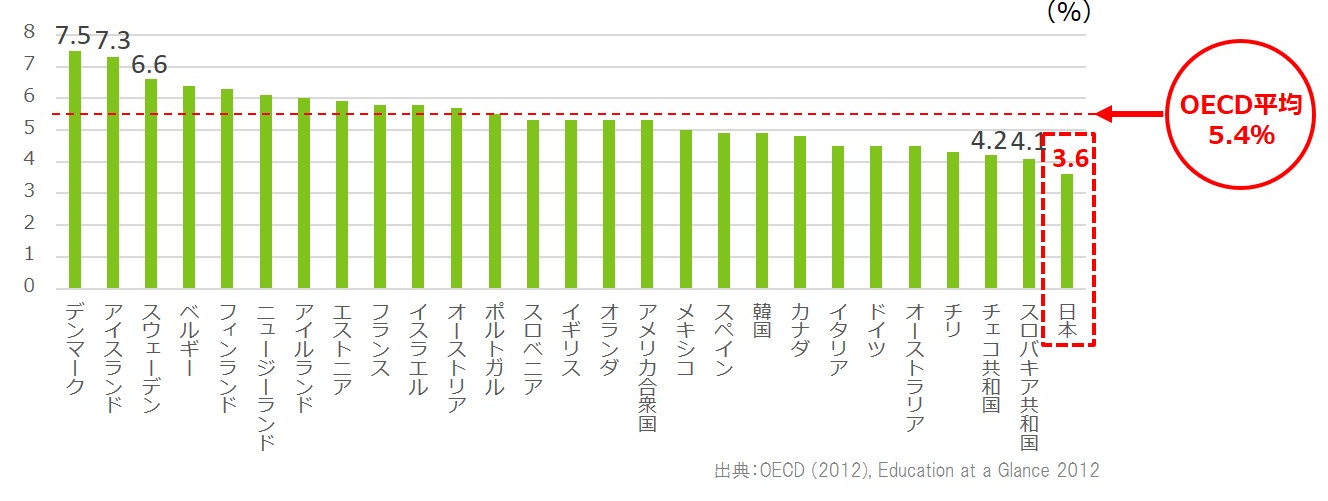 (%)
8
7
6
5
4
3
2
1
0
7.5
7.3
6.6
4.2
4.1
3.6
OECD平均
5.4%
デンマーク
アイスランド
スウェーデン
ベルギー
フィンランド
ニュージーランド
アイルランド
エストニア
フランス
イスラエル
オーストリア
ポルトガル
スロベニア
イギリス
オランダ
アメリカ合衆国
メキシコ
スペイン
韓国
カナダ
イタリア
ドイツ
オーストラリア
チリ
チェコ共和国
スロバキア共和国
日本
出典：OECD (2012), Education at a Glance 2012